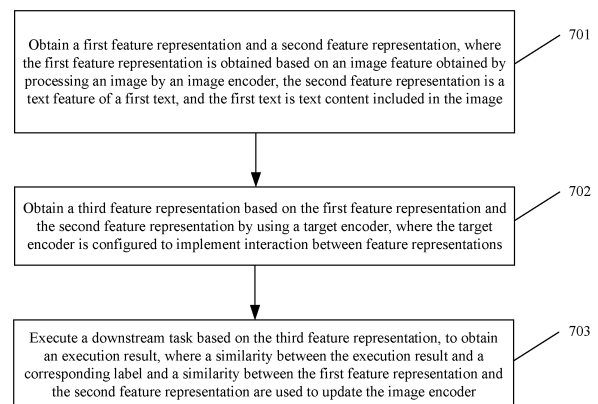 Obtain a first feature representation and a second feature representation, where
the first feature representation is obtained based on an image feature obtained by
processing an image by an image encoder, the second feature representation is a
text feature of a first text, and the first text is text content included in the image
701
Obtain a third feature representation based on the first feature representation and
the second feature representation by using a target encoder, where the target
encoder is configured to implement interaction between feature representations
702
Execute a downstream task based on the third feature representation, to obtain
an execution result, where a similarity between the execution result and a
corresponding label and a similarity between the first feature representation and
the second feature representation are used to update the image encoder
703